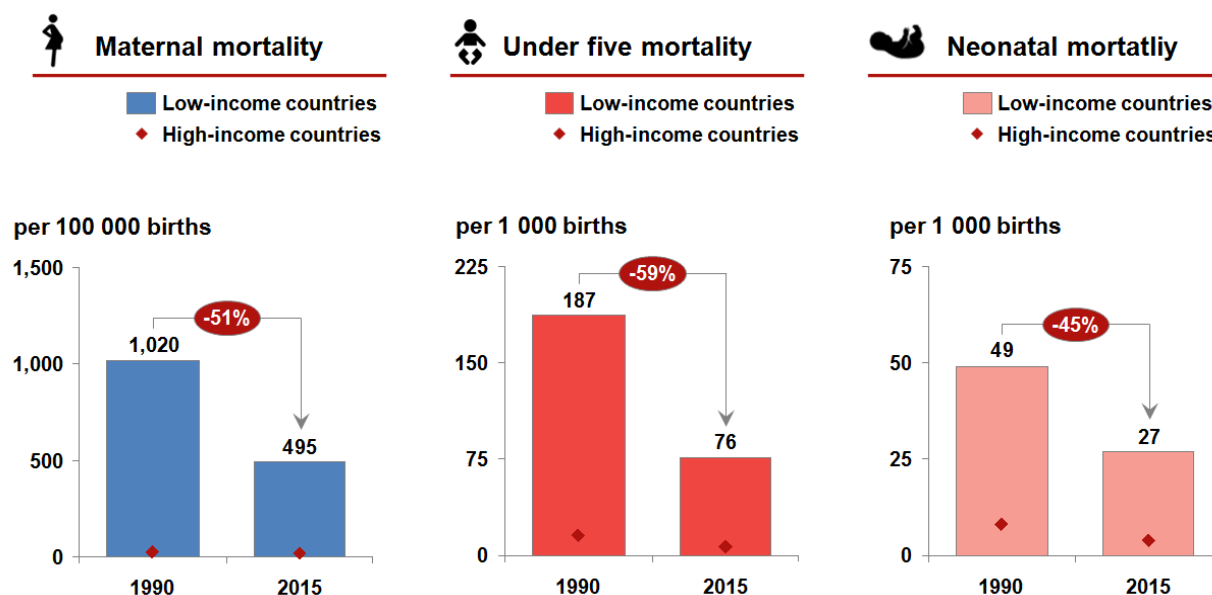 Maternal mortality
Low-income countries
High-income countries
per 100 000 births
1,500
1,000
500
0
-51%
1,020
495
1990
2015
Under five mortality
Low-income countries
High-income countries
per 1 000 births
225
150
75
0
-59%
187
76
1990
2015
Neonatal mortatliy
Low-income countries
High-income countries
per 1 000 births
75
50
25
0
-45%
49
27
1990
2015